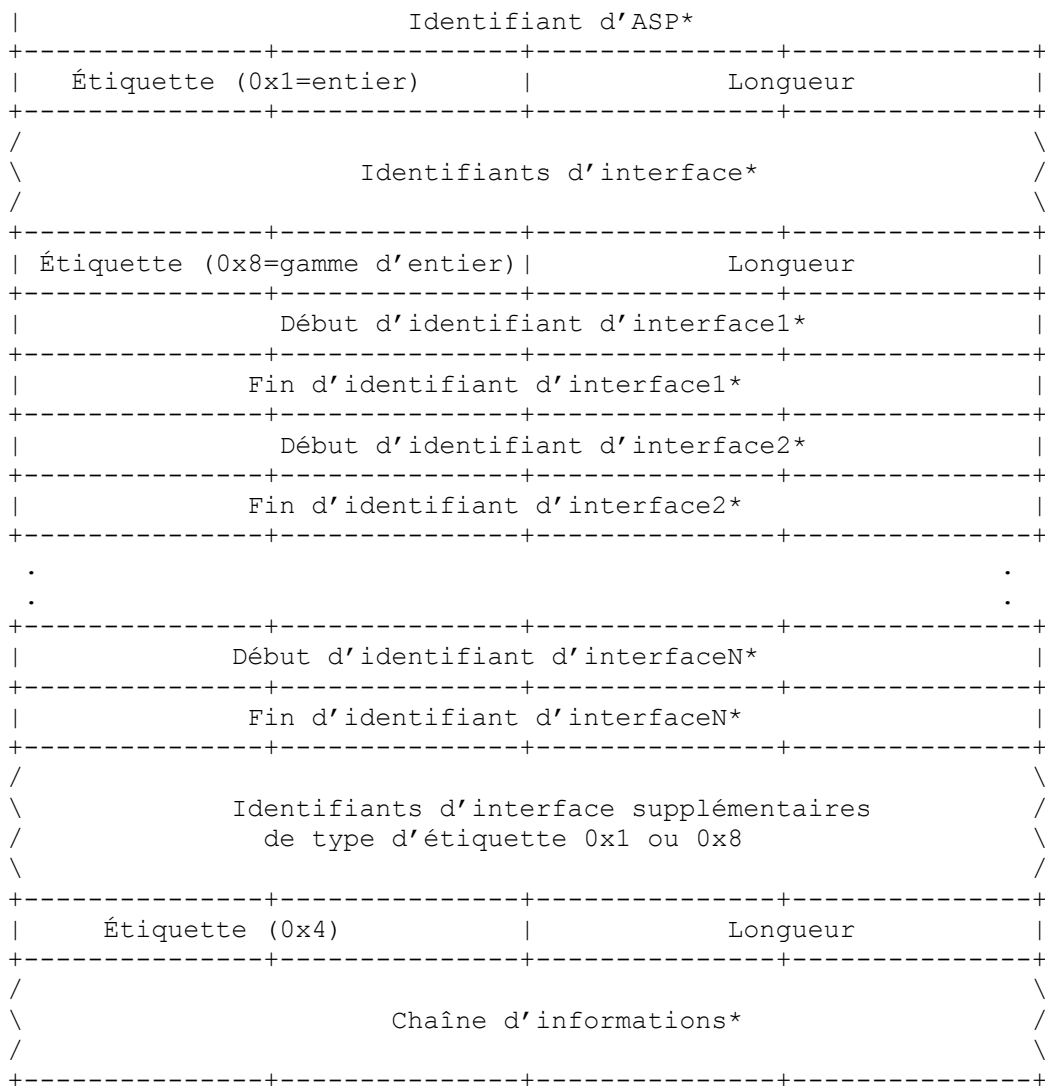 | Identifiant d'ASP*
+---------------+---------------+---------------+---------------+
| Étiquette (0x1=entier) | Longueur |
+---------------+---------------+---------------+---------------+
/ \
\ Identifiants d'interface* /
/ \
+---------------+---------------+---------------+---------------+
| Étiquette (0x8=gamme d'entier)| Longueur |
+---------------+---------------+---------------+---------------+
| Début d'identifiant d'interface1* |
+---------------+---------------+---------------+---------------+
| Fin d'identifiant d'interface1* |
+---------------+---------------+---------------+---------------+
| Début d'identifiant d'interface2* |
+---------------+---------------+---------------+---------------+
| Fin d'identifiant d'interface2* |
+---------------+---------------+---------------+---------------+
. .
. .
+---------------+---------------+---------------+---------------+
| Début d'identifiant d'interfaceN* |
+---------------+---------------+---------------+---------------+
| Fin d'identifiant d'interfaceN* |
+---------------+---------------+---------------+---------------+
/ \
\ Identifiants d'interface supplémentaires /
/ de type d'étiquette 0x1 ou 0x8 \
\ /
+---------------+---------------+---------------+---------------+
| Étiquette (0x4) | Longueur |
+---------------+---------------+---------------+---------------+
/ \
\ Chaîne d'informations* /
/ \
+---------------+---------------+---------------+---------------+